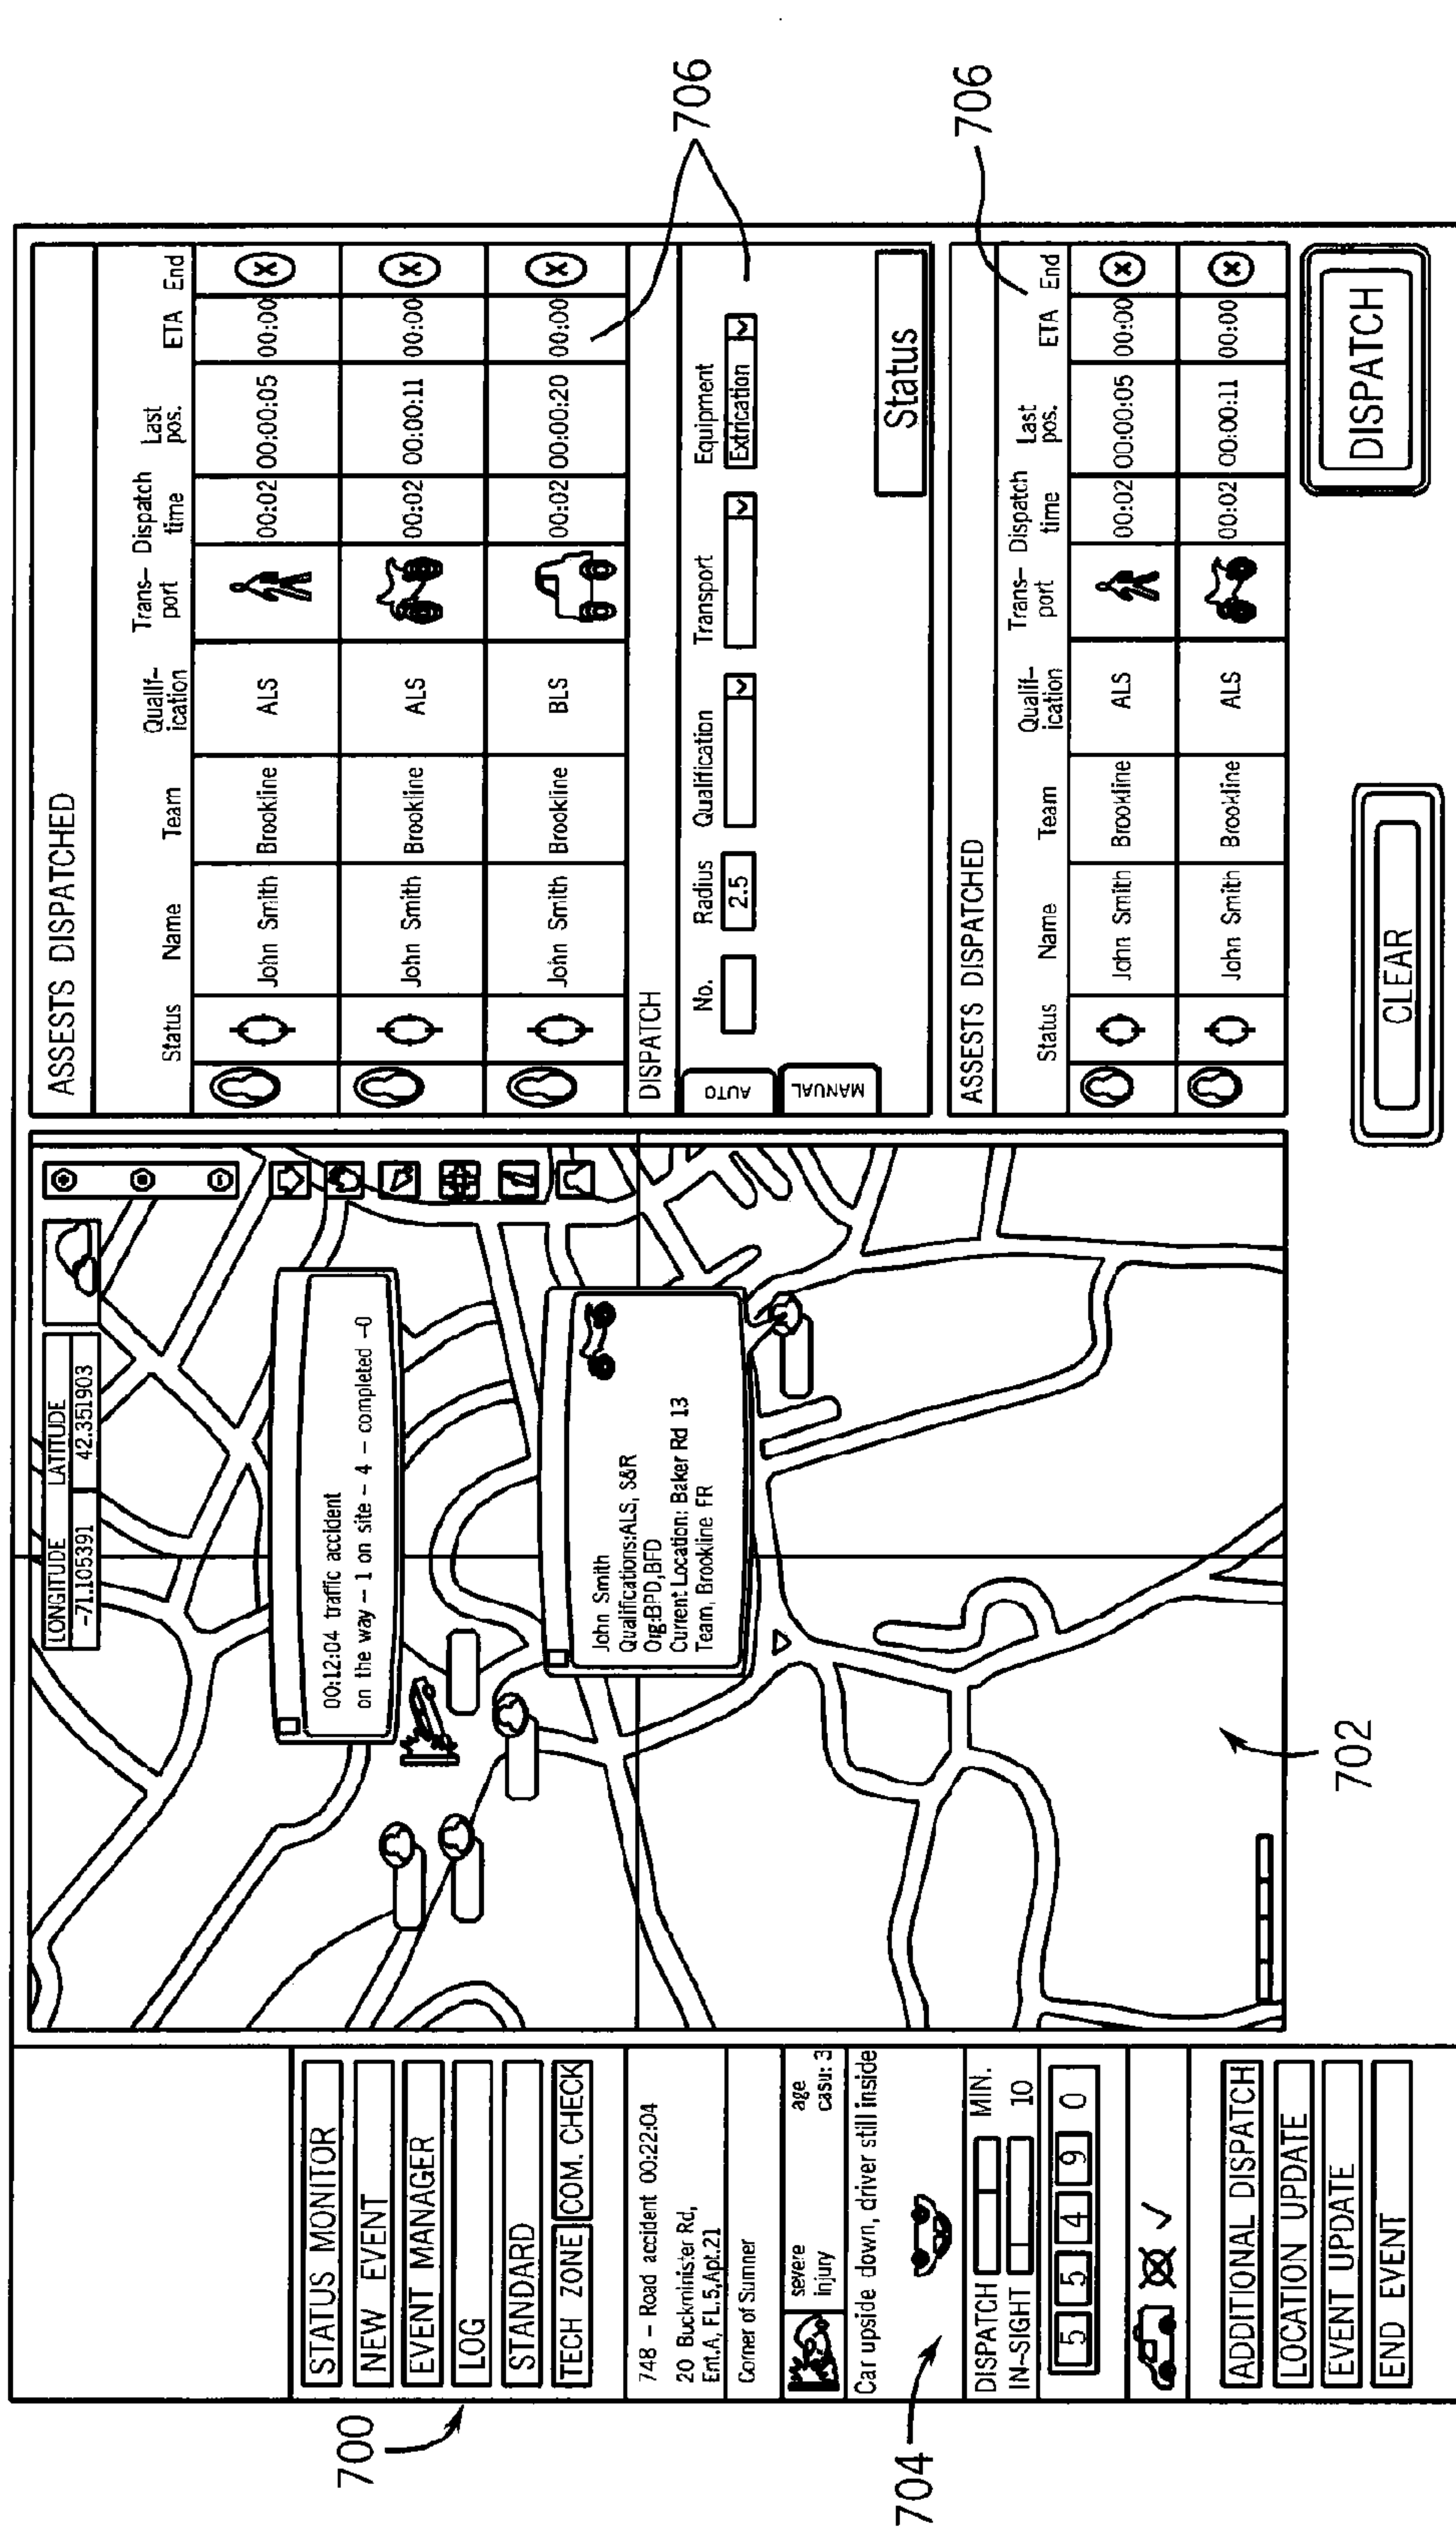 700
STATUS MONITOR
NEW EVENT
EVENT MANAGER
LOG
STANDARD
TECH ZONE COM. CHECK
748 – Road accident 00:22:04
20 Buckminister Rd,
Ent.A, FL.5,Apt.21
Corner of Sumner
severe age
injury casu: 3
Car upside down, driver still inside
704
DISPATCH MIN.
IN-SIGHT 10
5 5 4 9 0
ADDITIONAL DISPATCH
LOCATION UPDATE
EVENT UPDATE
END EVENT
LONGITUDE LATITUDE
-71.105391 42.351903
00:12:04 traffic accident
on the way – 1 on site – 4 – completed –0
John Smith
Qualifications:ALS, S&R
Org:BPD,BFD
Current Location: Baker Rd 13
Team, Brookline FR
702
ASSESTS DISPATCHED
Status Name Team Qualif-ication Trans-port Dispatch time Last pos. ETA End
John Smith Brookline ALS 00:02 00:00:05 00:00 X
John Smith Brookline ALS 00:02 00:00:11 00:00 X
John Smith Brookline BLS 00:02 00:00:20 00:00 X
706
DISPATCH
AUTO
MANUAL
No. Radius Qualification Transport Equipment
2.5 Extrication
Status
ASSESTS DISPATCHED
706
Status Name Team Qualif-ication Trans-port Dispatch time Last pos. ETA End
John Smith Brookline ALS 00:02 00:00:05 00:00 X
John Smith Brookline ALS 00:02 00:00:11 00:00 X
CLEAR DISPATCH